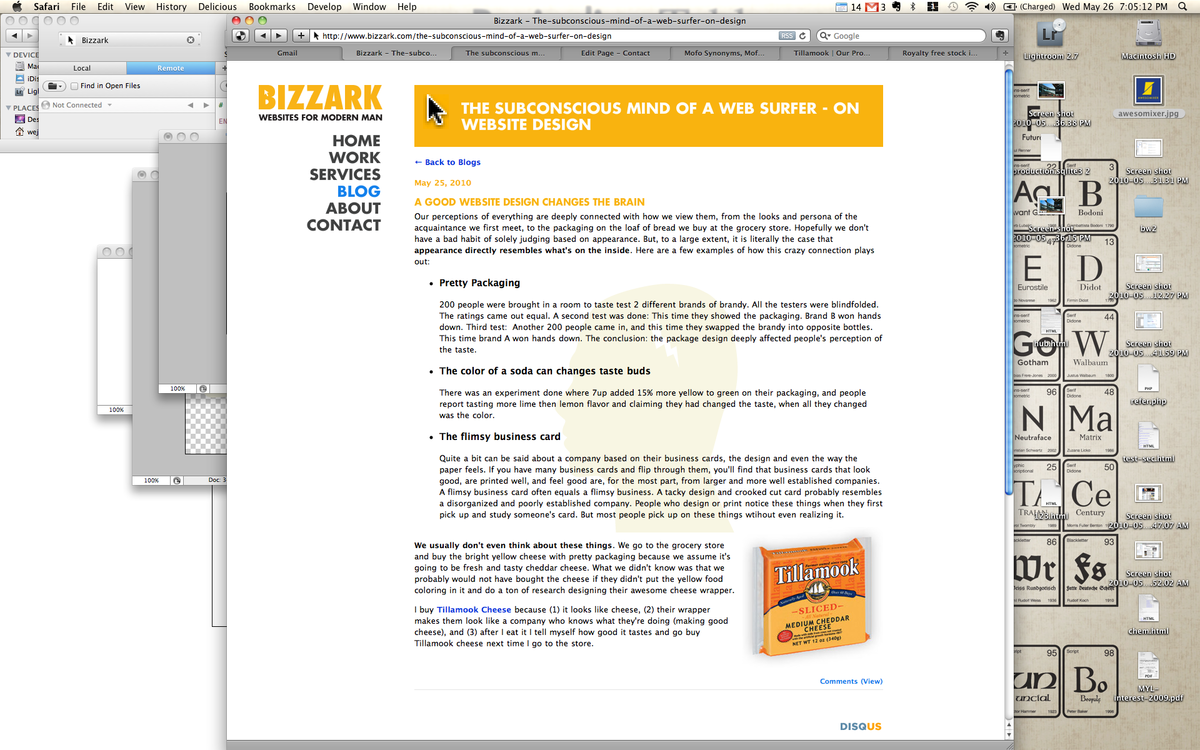 Safari File Edit View History Delicious Bookmarks Develop Window Help
14 3 (Charged) Wed May 26 7:05:12 PM
Bizzark – The-subconscious-mind-of-a-web-surfer-on-design
http://www.bizzark.com/the-subconscious-mind-of-a-web-surfer-on-design RSS Google
Gmail Bizzark – The-subco... The subconscious m... Edit Page – Contact Mofo Synonyms, Mof... Tillamook | Our Pro... Royalty free stock i...
Bizzark
Local Remote
Find in Open Files
Not Connected
DEVICE
PLACES
100%
100%
100% Doc: 3
BIZZARK
WEBSITES FOR MODERN MAN
HOME
WORK
SERVICES
BLOG
ABOUT
CONTACT
THE SUBCONSCIOUS MIND OF A WEB SURFER - ON
WEBSITE DESIGN
← Back to Blogs
May 25, 2010
A GOOD WEBSITE DESIGN CHANGES THE BRAIN
Our perceptions of everything are deeply connected with how we view them, from the looks and persona of the
acquaintance we first meet, to the packaging on the loaf of bread we buy at the grocery store. Hopefully we don't
have a bad habit of solely judging based on appearance. But, to a large extent, it is literally the case that
appearance directly resembles what's on the inside. Here are a few examples of how this crazy connection plays
out:
• Pretty Packaging
200 people were brought in a room to taste test 2 different brands of brandy. All the testers were blindfolded.
The ratings came out equal. A second test was done: This time they showed the packaging. Brand B won hands
down. Third test: Another 200 people came in, and this time they swapped the brandy into opposite bottles.
This time brand A won hands down. The conclusion: the package design deeply affected people's perception of
the taste.
• The color of a soda can changes taste buds
There was an experiment done where 7up added 15% more yellow to green on their packaging, and people
report tasting more lime then lemon flavor and claiming they had changed the taste, when all they changed
was the color.
• The flimsy business card
Quite a bit can be said about a company based on their business cards, the design and even the way the
paper feels. If you have many business cards and flip through them, you'll find that business cards that look
good, are printed well, and feel good are, for the most part, from larger and more well established companies.
A flimsy business card often equals a flimsy business. A tacky design and crooked cut card probably resembles
a disorganized and poorly established company. People who design or print notice these things when they first
pick up and study someone's card. But most people pick up on these things wtihout even realizing it.
We usually don't even think about these things. We go to the grocery store
and buy the bright yellow cheese with pretty packaging because we assume it's
going to be fresh and tasty cheddar cheese. What we didn't know was that we
probably would not have bought the cheese if they didn't put the yellow food
coloring in it and do a ton of research designing their awesome cheese wrapper.
I buy Tillamook Cheese because (1) it looks like cheese, (2) their wrapper
makes them look like a company who knows what they're doing (making good
cheese), and (3) after I eat it I tell myself how good it tastes and go buy
Tillamook cheese next time I go to the store.
Tillamook
SLICED
MEDIUM CHEDDAR
CHEESE
NET WT 12 oz (340g)
Comments (View)
DISQUS
Lightroom 2.7
Macintosh HD
awesomixer.jpg
Screen shot
2010-05...36.38 PM
Screen shot
2010-05...31.31 PM
Screen shot
2010-05...36.15 PM
bw2
Screen shot
2010-05...12.27 PM
hub.html
Screen shot
2010-05...41.59 PM
refer.php
test-sec.html
123.html
Screen shot
2010-05...47.07 AM
Screen shot
2010-05...52.02 AM
chem.html
MYL-
Interest-2009.pdf
22
3
B
Bodoni
13
E
Eurostile
D
Didot
44
Go
Gotham
W
Walbaum
96
N
Neutraface
48
Ma
Matrix
25
50
Ce
Century
86
Wr
93
Fs
95
98
Bo